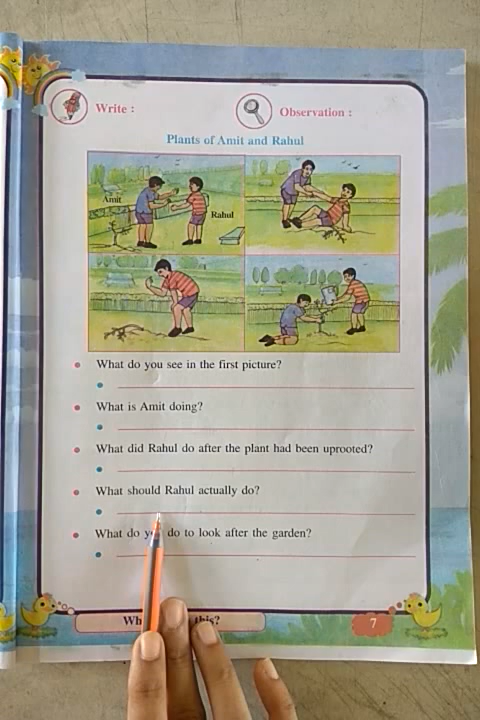 Write :
Observation :
Plants of Amit and Rahul
Amit
Rahul
What do you see in the first picture?
What is Amit doing?
What did Rahul do after the plant had been uprooted?
What should Rahul actually do?
What do do to look after the garden?
this?
7